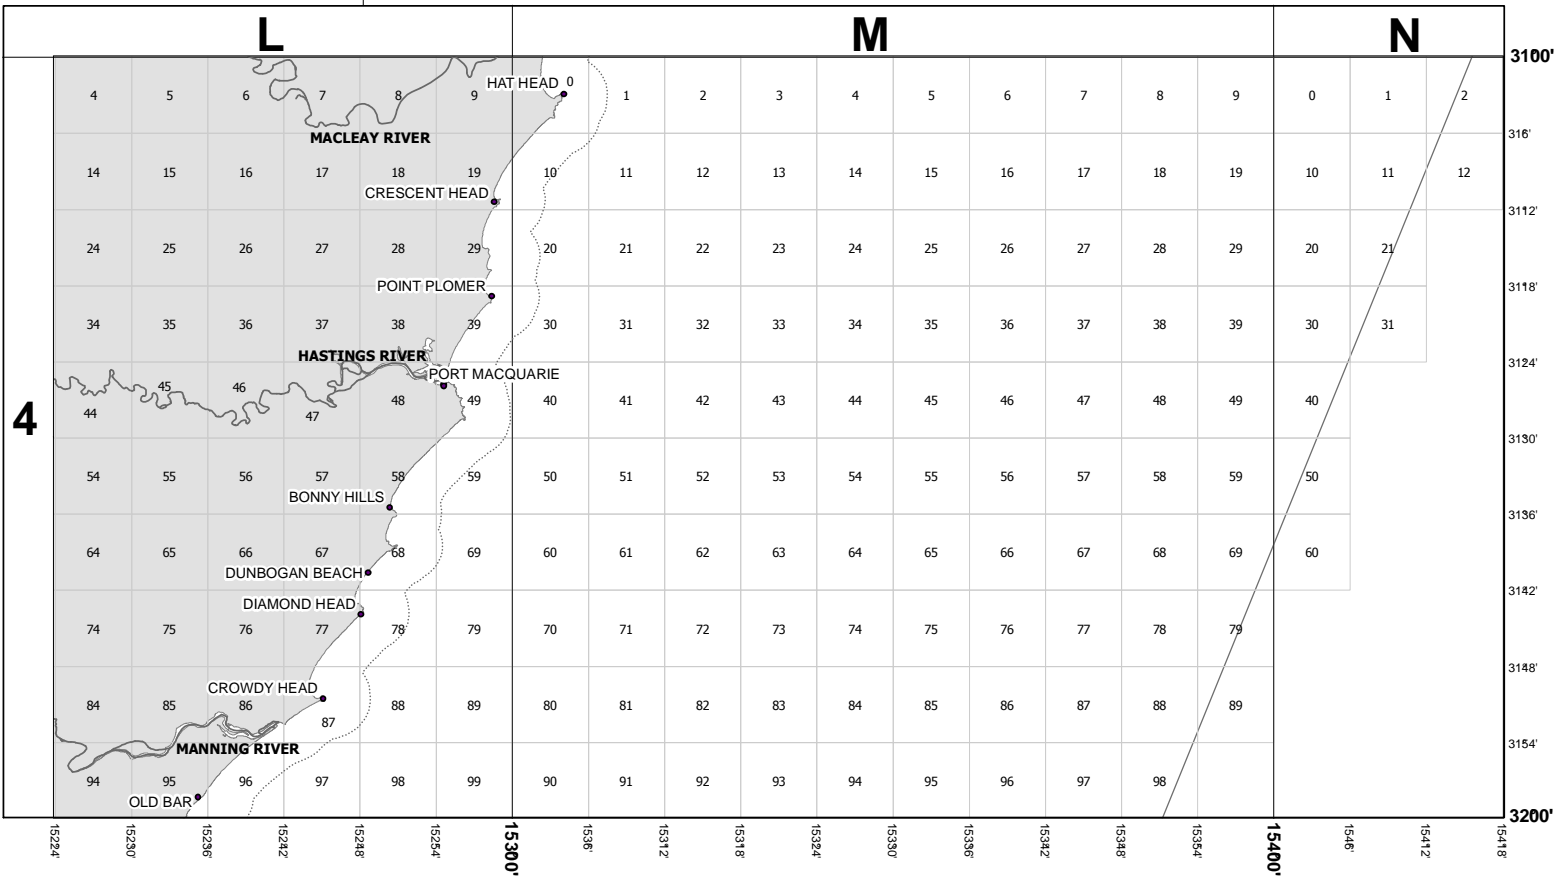 L M N
3100'
HAT HEAD 0
4 5 6 7 8 9 1 2 3 4 5 6 7 8 9 0 1 2
MACLEAY RIVER
316'
14 15 16 17 18 19 10 11 12 13 14 15 16 17 18 19 10 11 12
CRESCENT HEAD
3112'
24 25 26 27 28 29 20 21 22 23 24 25 26 27 28 29 20 21
POINT PLOMER
3118'
34 35 36 37 38 39 30 31 32 33 34 35 36 37 38 39 30 31
HASTINGS RIVER
3124'
PORT MACQUARIE
45 46
48 49 40 41 42 43 44 45 46 47 48 49 40
44 47
4
3130'
54 55 56 57 58 59 50 51 52 53 54 55 56 57 58 59 50
BONNY HILLS
3136'
64 65 66 67 68 69 60 61 62 63 64 65 66 67 68 69 60
DUNBOGAN BEACH
3142'
DIAMOND HEAD
74 75 76 77 78 79 70 71 72 73 74 75 76 77 78 79
3148'
CROWDY HEAD
84 85 86 88 89 80 81 82 83 84 85 86 87 88 89
87
3154'
MANNING RIVER
94 95 96 97 98 99 90 91 92 93 94 95 96 97 98
OLD BAR
3200'
15224' 15230' 15236' 15242' 15248' 15254' 15300' 1536' 15312' 15318' 15324' 15330' 15336' 15342' 15348' 15354' 15400' 1546' 15412' 15418'